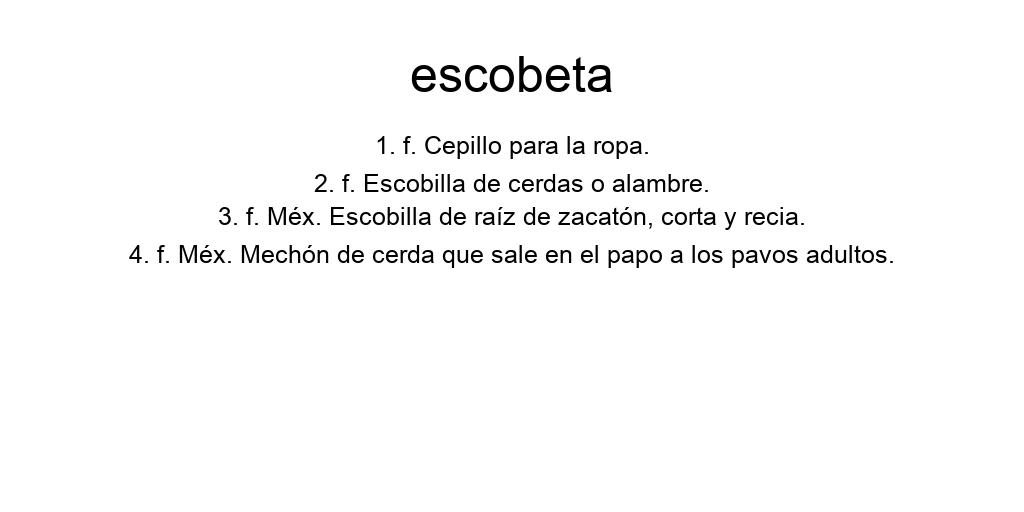 escobeta
1. f. Cepillo para la ropa.
2. f. Escobilla de cerdas o alambre.
3. f. Méx. Escobilla de raíz de zacatón, corta y recia.
4. f. Méx. Mechón de cerda que sale en el papo a los pavos adultos.